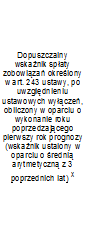 Dopuszczalny
wskaźnik spłaty
zobowiązań określony
w art. 243 ustawy, po
uwzględnieniu
ustawowych wyłączeń,
obliczony w oparciu o
wykonanie roku
poprzedzającego
pierwszy rok prognozy
(wskaźnik ustalony w
oparciu o średnią
arytmetyczną z 3
poprzednich lat) x